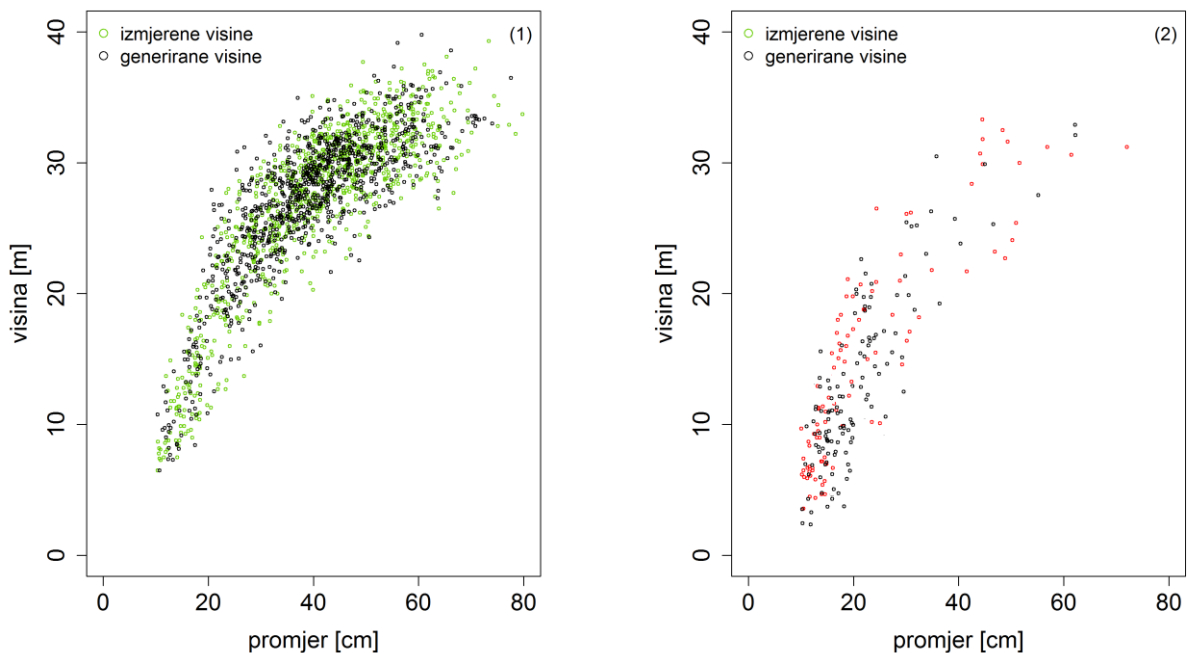 izmjerene visine
generirane visine
(1)
visina [m]
40
30
20
10
0
0 20 40 60 80
promjer [cm]
izmjerene visine
generirane visine
(2)
visina [m]
40
30
20
10
0
0 20 40 60 80
promjer [cm]